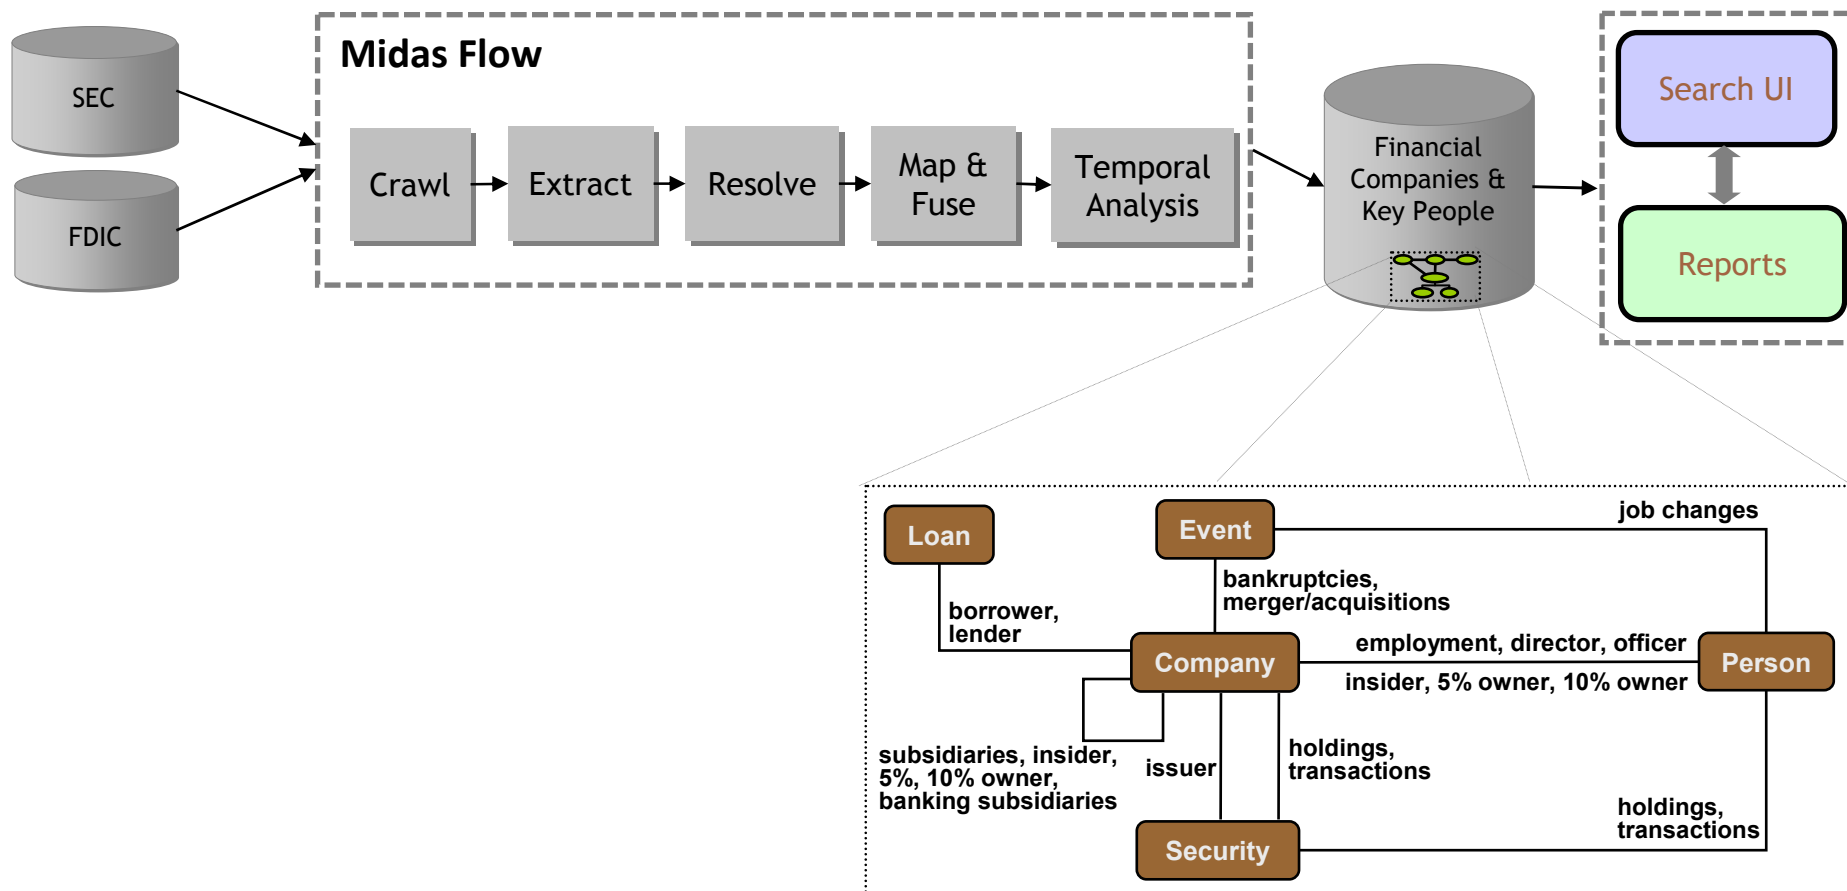 Midas Flow
SEC
FDIC
Crawl
Extract
Resolve
Map &
Fuse
Temporal
Analysis
Financial
Companies &
Key People
Search UI
Reports
Loan
Event
job changes
bankruptcies,
merger/acquisitions
borrower,
lender
Company
employment, director, officer
insider, 5% owner, 10% owner
Person
subsidiaries, insider,
5%, 10% owner,
banking subsidiaries
issuer
holdings,
transactions
holdings,
transactions
Security